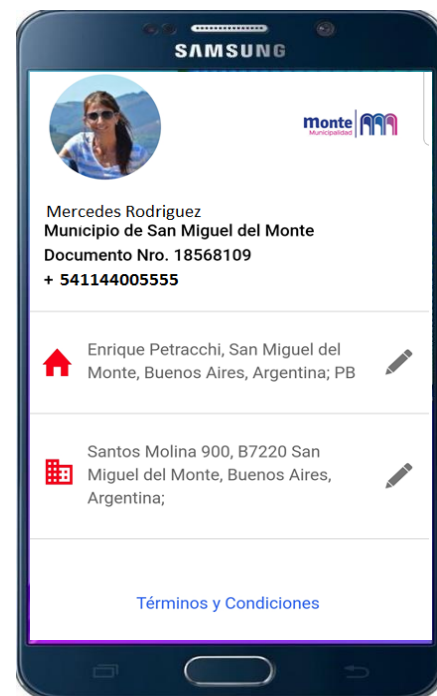 SAMSUNG
monte
Municipalidad
Mercedes Rodriguez
Municipio de San Miguel del Monte
Documento Nro. 18568109
+ 541144005555
Enrique Petracchi, San Miguel del
Monte, Buenos Aires, Argentina; PB
Santos Molina 900, B7220 San
Miguel del Monte, Buenos Aires,
Argentina;
Términos y Condiciones